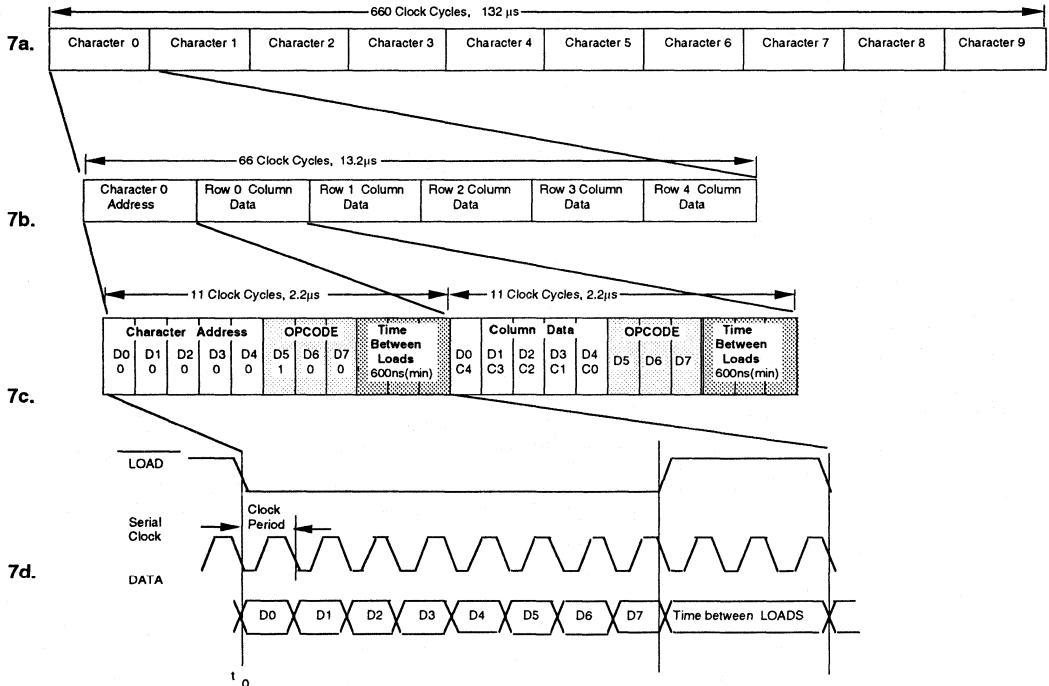 660 Clock Cycles, 132 µs
7a.
Character 0 Character 1 Character 2 Character 3 Character 4 Character 5 Character 6 Character 7 Character 8 Character 9
66 Clock Cycles, 13.2µs
7b.
Character 0 Address
Row 0 Column Data
Row 1 Column Data
Row 2 Column Data
Row 3 Column Data
Row 4 Column Data
11 Clock Cycles, 2.2µs
11 Clock Cycles, 2.2µs
7c.
Character Address
OPCODE
Time Between Loads 600ns(min)
D0 D1 D2 D3 D4 D5 D6 D7
0 0 0 0 0 1 0 0
Column Data
OPCODE
Time Between Loads 600ns(min)
D0 D1 D2 D3 D4 D5 D6 D7
C4 C3 C2 C1 C0
7d.
LOAD
Serial Clock
Clock Period
DATA
D0 D1 D2 D3 D4 D5 D6 D7 Time between LOADS
t 0